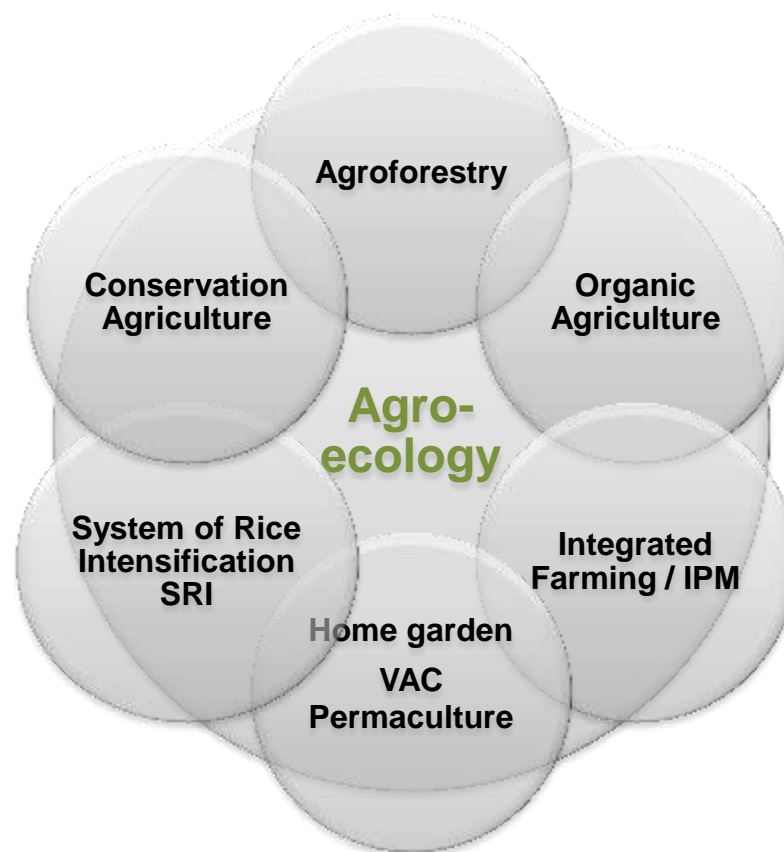 Agroforestry
Conservation
Agriculture
Organic
Agriculture
Agro-
ecology
System of Rice
Intensification
SRI
Integrated
Farming / IPM
Home garden
VAC
Permaculture